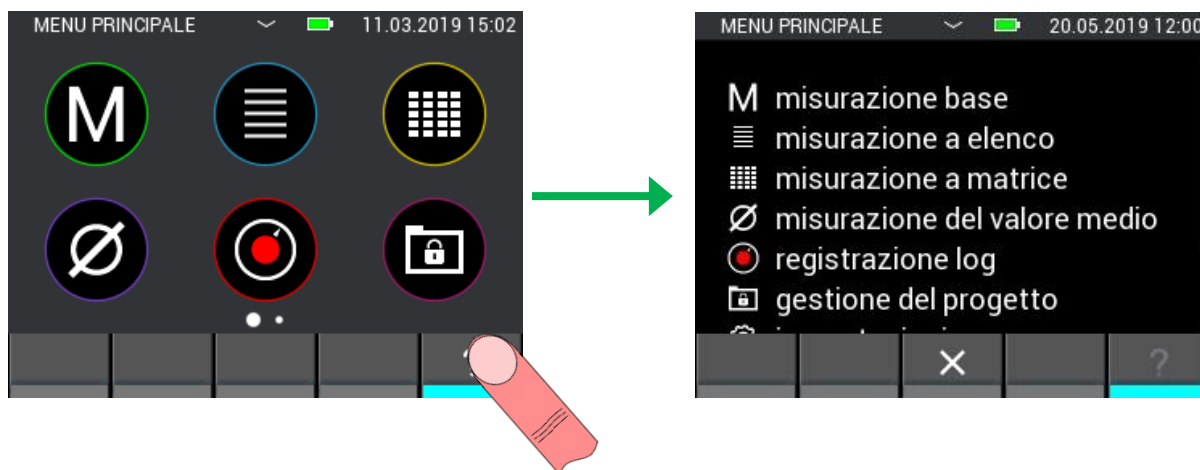 MENU PRINCIPALE 11.03.2019 15:02
M
MENU PRINCIPALE 20.05.2019 12:00
M misurazione base
misurazione a elenco
misurazione a matrice
Ø misurazione del valore medio
registrazione log
gestione del progetto
?